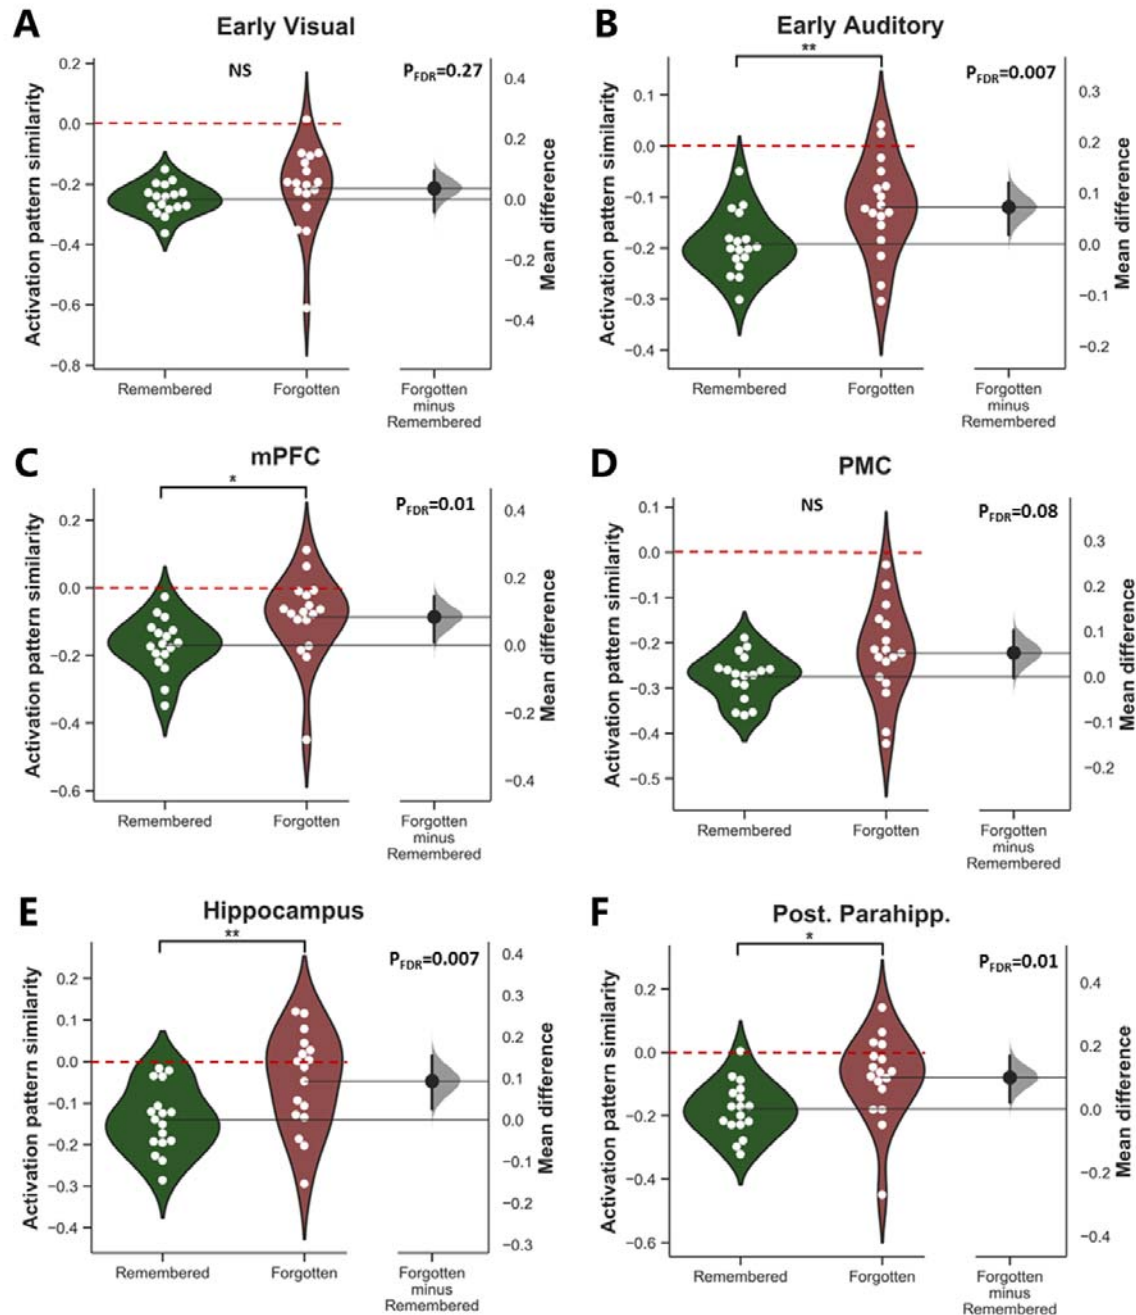 A
Early Visual
NS
P_FDR=0.27
Activation pattern similarity
0.2
0.0
−0.2
−0.4
−0.6
−0.8
0.4
0.2
0.0
−0.2
−0.4
Mean difference
Remembered
Forgotten
Forgotten
minus
Remembered
B
Early Auditory
**
P_FDR=0.007
Activation pattern similarity
0.1
0.0
−0.1
−0.2
−0.3
−0.4
0.3
0.2
0.1
0.0
−0.1
−0.2
Mean difference
Remembered
Forgotten
Forgotten
minus
Remembered
C
mPFC
*
P_FDR=0.01
Activation pattern similarity
0.2
0.0
−0.2
−0.4
−0.6
0.4
0.2
0.0
−0.2
−0.4
Mean difference
Remembered
Forgotten
Forgotten
minus
Remembered
D
PMC
NS
P_FDR=0.08
Activation pattern similarity
0.1
0.0
−0.1
−0.2
−0.3
−0.4
−0.5
0.3
0.2
0.1
0.0
−0.1
−0.2
Mean difference
Remembered
Forgotten
Forgotten
minus
Remembered
E
Hippocampus
**
P_FDR=0.007
Activation pattern similarity
0.2
0.1
0.0
−0.1
−0.2
−0.3
−0.4
0.4
0.3
0.2
0.1
0.0
−0.1
−0.2
−0.3
Mean difference
Remembered
Forgotten
Forgotten
minus
Remembered
F
Post. Parahipp.
*
P_FDR=0.01
Activation pattern similarity
0.2
0.0
−0.2
−0.4
−0.6
0.4
0.2
0.0
−0.2
−0.4
Mean difference
Remembered
Forgotten
Forgotten
minus
Remembered